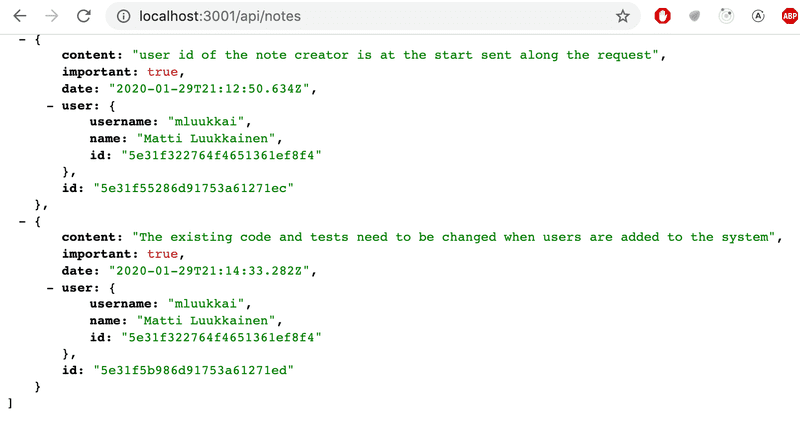 localhost:3001/api/notes
ABP
– {
content: "user id of the note creator is at the start sent along the request",
important: true,
date: "2020-01-29T21:12:50.634Z",
– user: {
username: "mluukkai",
name: "Matti Luukkainen",
id: "5e31f322764f4651361ef8f4"
},
id: "5e31f55286d91753a61271ec"
},
– {
content: "The existing code and tests need to be changed when users are added to the system",
important: true,
date: "2020-01-29T21:14:33.282Z",
– user: {
username: "mluukkai",
name: "Matti Luukkainen",
id: "5e31f322764f4651361ef8f4"
},
id: "5e31f5b986d91753a61271ed"
}
]